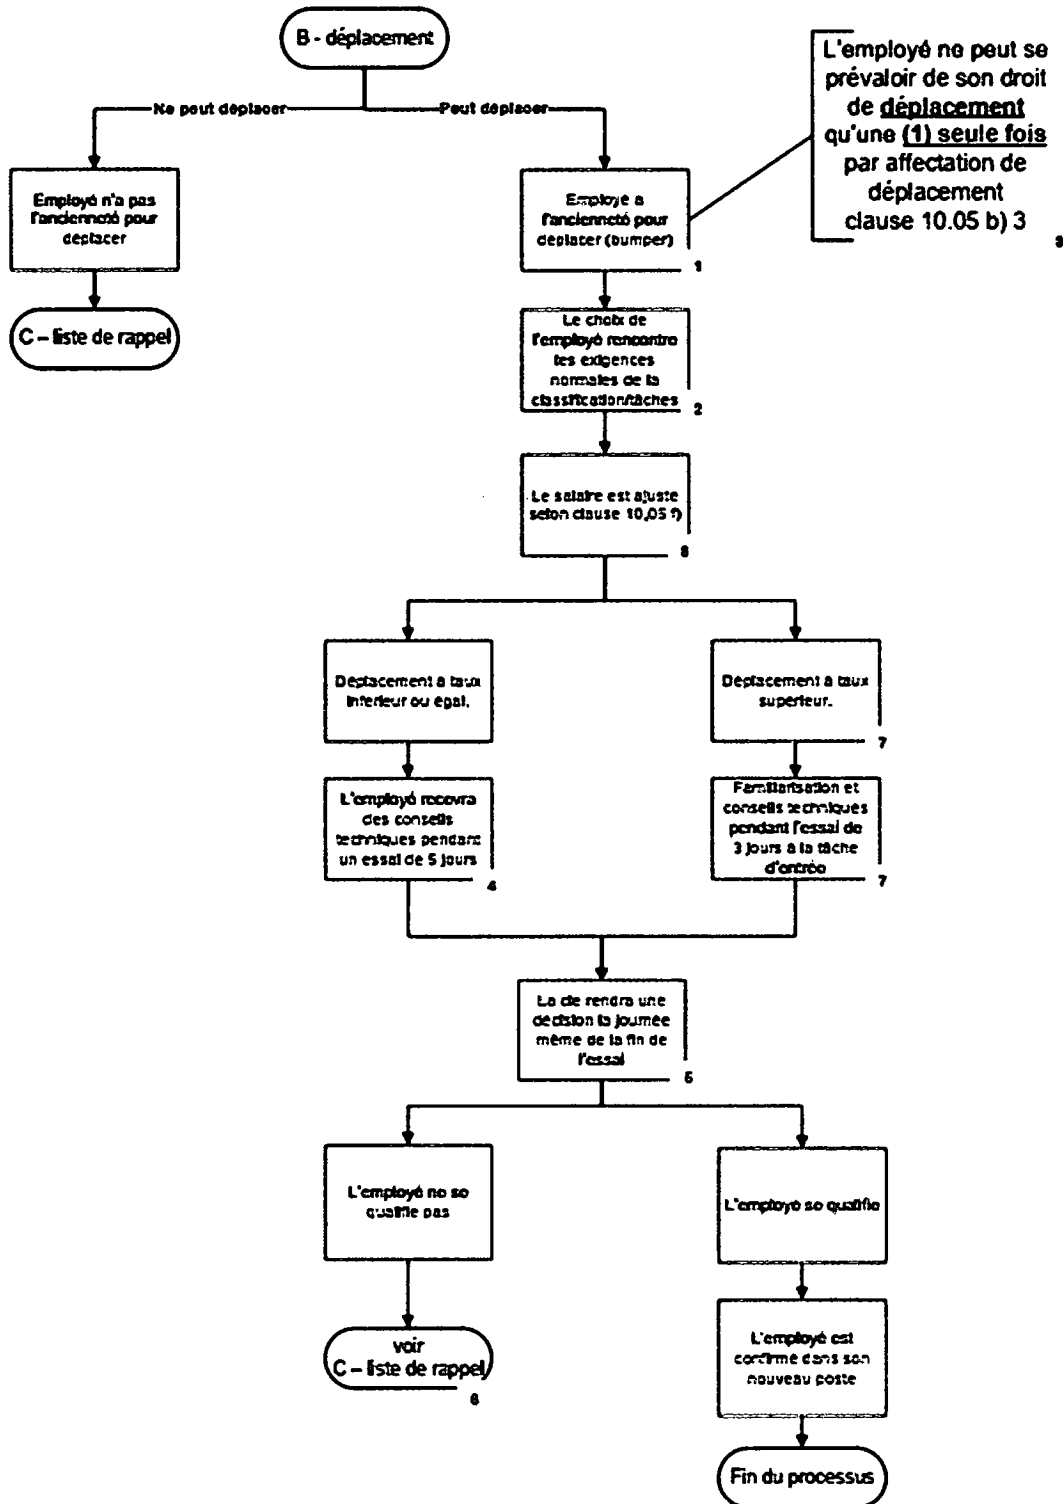 B - déplacement
L'employé ne peut se
prévaloir de son droit
de déplacement
qu'une (1) seule fois
par affectation de
déplacement
clause 10.05 b) 3
3
Ne peut déplacer
Peut déplacer
Employé n'a pas
l'ancienneté pour
déplacer
Employé a
l'ancienneté pour
déplacer (bumper)
1
C – liste de rappel
Le choix de
l'employé rencontre
les exigences
normales de la
classification/tâches
2
Le salaire est ajusté
selon clause 10.05 f)
8
Déplacement à taux
inférieur ou égal.
Déplacement à taux
supérieur.
7
L'employé recevra
des conseils
techniques pendant
un essai de 5 jours
4
Familiarisation et
conseils techniques
pendant l'essai de
3 jours à la tâche
d'entrée
7
La cie rendra une
décision la journée
même de la fin de
l'essai
5
L'employé ne se
qualifie pas
L'employé se qualifie
voir
C – liste de rappel
6
L'employé est
confirmé dans son
nouveau poste
Fin du processus